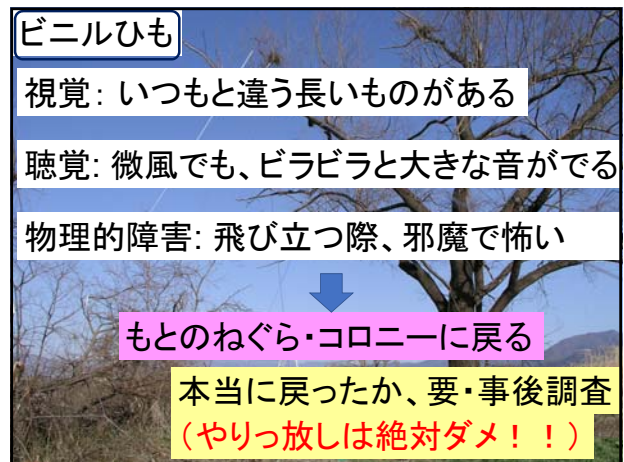 ビニルひも
視覚: いつもと違う長いものがある
聴覚: 微風でも、ビラビラと大きな音がでる
物理的障害: 飛び立つ際、邪魔で怖い
もとのねぐら・コロニーに戻る
本当に戻ったか、要・事後調査
（やりっ放しは絶対ダメ！！）